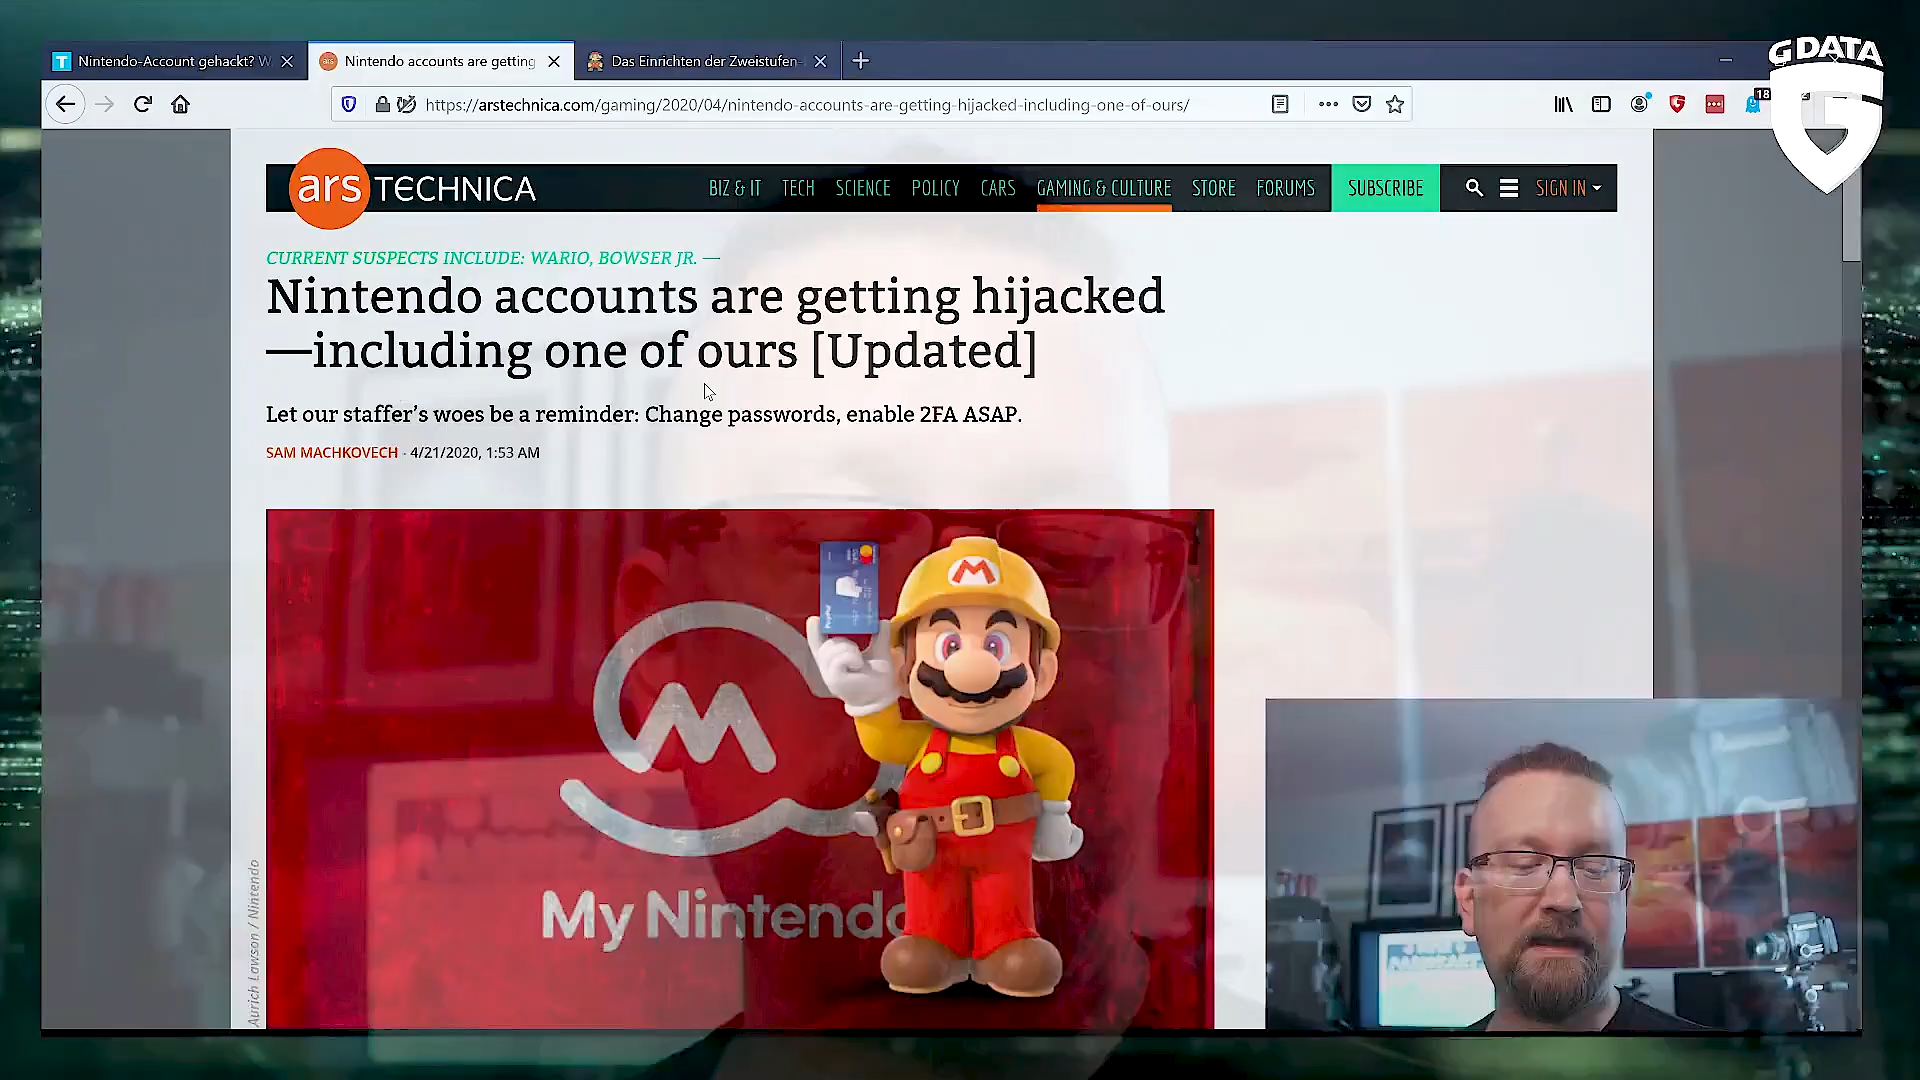 Nintendo-Account gehackt? W
Nintendo accounts are getting
Das Einrichten der Zweistufen-
G DATA
https://arstechnica.com/gaming/2020/04/nintendo-accounts-are-getting-hijacked-including-one-of-ours/
18
ars TECHNICA
BIZ & IT TECH SCIENCE POLICY CARS GAMING & CULTURE STORE FORUMS SUBSCRIBE SIGN IN
CURRENT SUSPECTS INCLUDE: WARIO, BOWSER JR. —
Nintendo accounts are getting hijacked
—including one of ours [Updated]
Let our staffer's woes be a reminder: Change passwords, enable 2FA ASAP.
SAM MACHKOVECH - 4/21/2020, 1:53 AM
M
PayPal
My Nintendo
Aurich Lawson / Nintendo